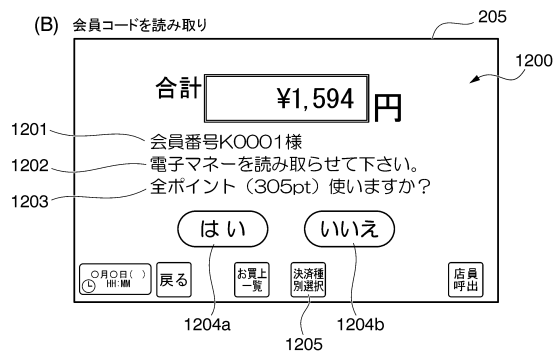 (B) 会員コードを読み取り
205
1200
合計 ¥1,594 円
1201
会員番号K0001様
1202
電子マネーを読み取らせて下さい。
1203
全ポイント（305pt）使いますか？
はい
いいえ
○月○日( )
HH:MM
戻る
お買上
一覧
決済種
別選択
店員
呼出
1204a
1205
1204b